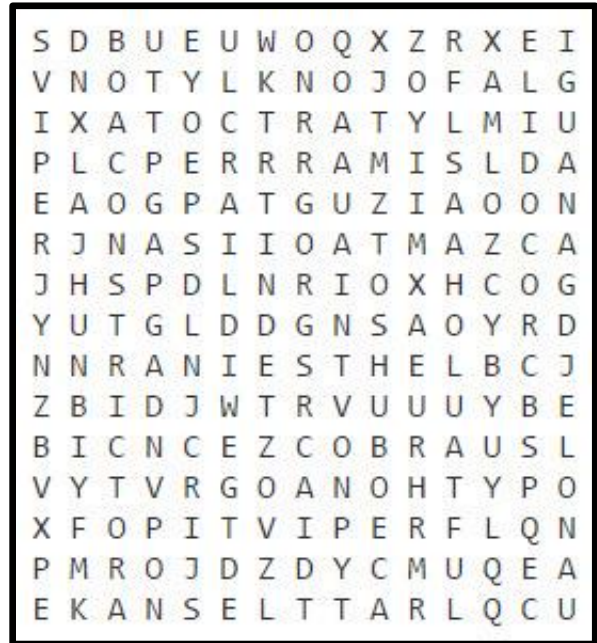 S D B U E U W O Q X Z R X E I
V N O T Y L K N O J O F A L G
I X A T O C T R A T Y L M I U
P L C P E R R R A M I S L D A
E A O G P A T G U Z I A O O N
R J N A S I I O A T M A Z C A
J H S P D L N R I O X H C O G
Y U T G L D D G N S A O Y R D
N N R A N I E S T H E L B C J
Z B I D J W T R V U U U Y B E
B I C N C E Z C O B R A U S L
V Y T V R G O A N O H T Y P O
X F O P I T V I P E R F L Q N
P M R O J D Z D Y C M U Q E A
E K A N S E L T T A R L Q C U